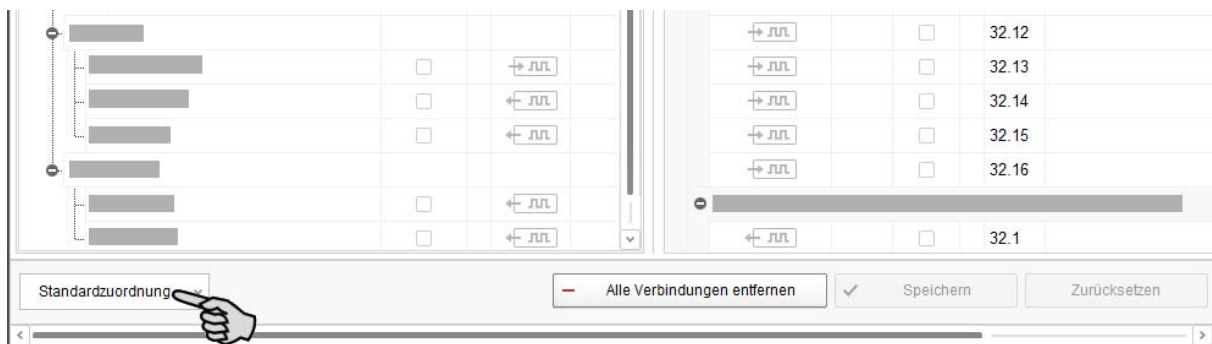 32.12
32.13
32.14
32.15
32.16
32.1
Standardzuordnung
Alle Verbindungen entfernen
Speichern
Zurücksetzen